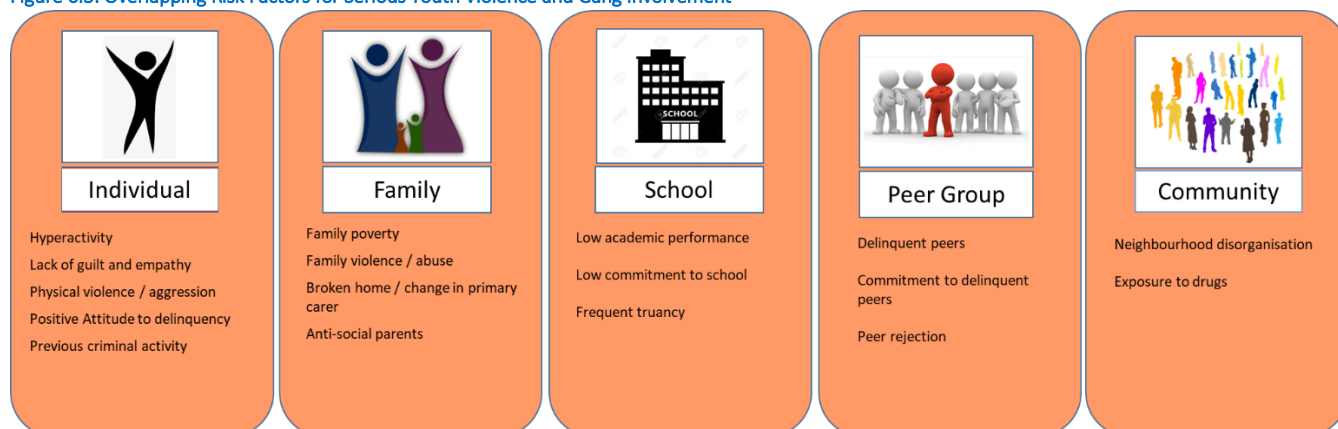 Individual
Hyperactivity
Lack of guilt and empathy
Physical violence / aggression
Positive Attitude to delinquency
Previous criminal activity
Family
Family poverty
Family violence / abuse
Broken home / change in primary
carer
Anti-social parents
SCHOOL
School
Low academic performance
Low commitment to school
Frequent truancy
Peer Group
Delinquent peers
Commitment to delinquent
peers
Peer rejection
Community
Neighbourhood disorganisation
Exposure to drugs